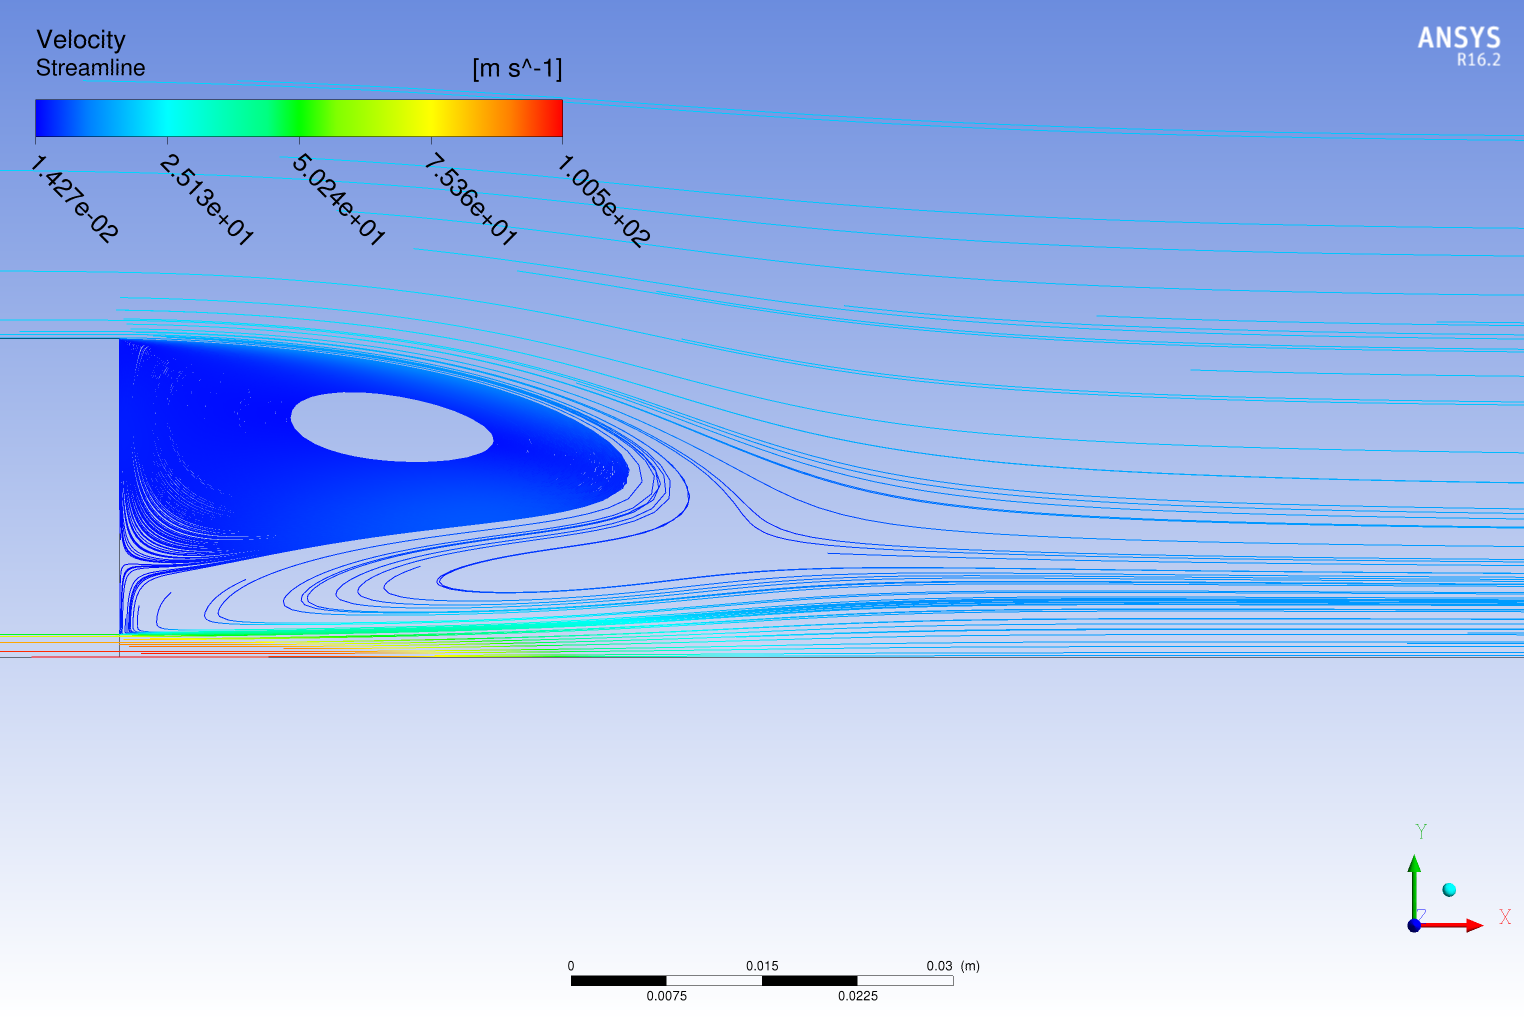 Velocity
Streamline
[m s^-1]
1.427e-02
2.513e+01
5.024e+01
7.536e+01
1.005e+02
ANSYS
R16.2
Y
Z
X
0 0.015 0.03 (m)
0.0075 0.0225